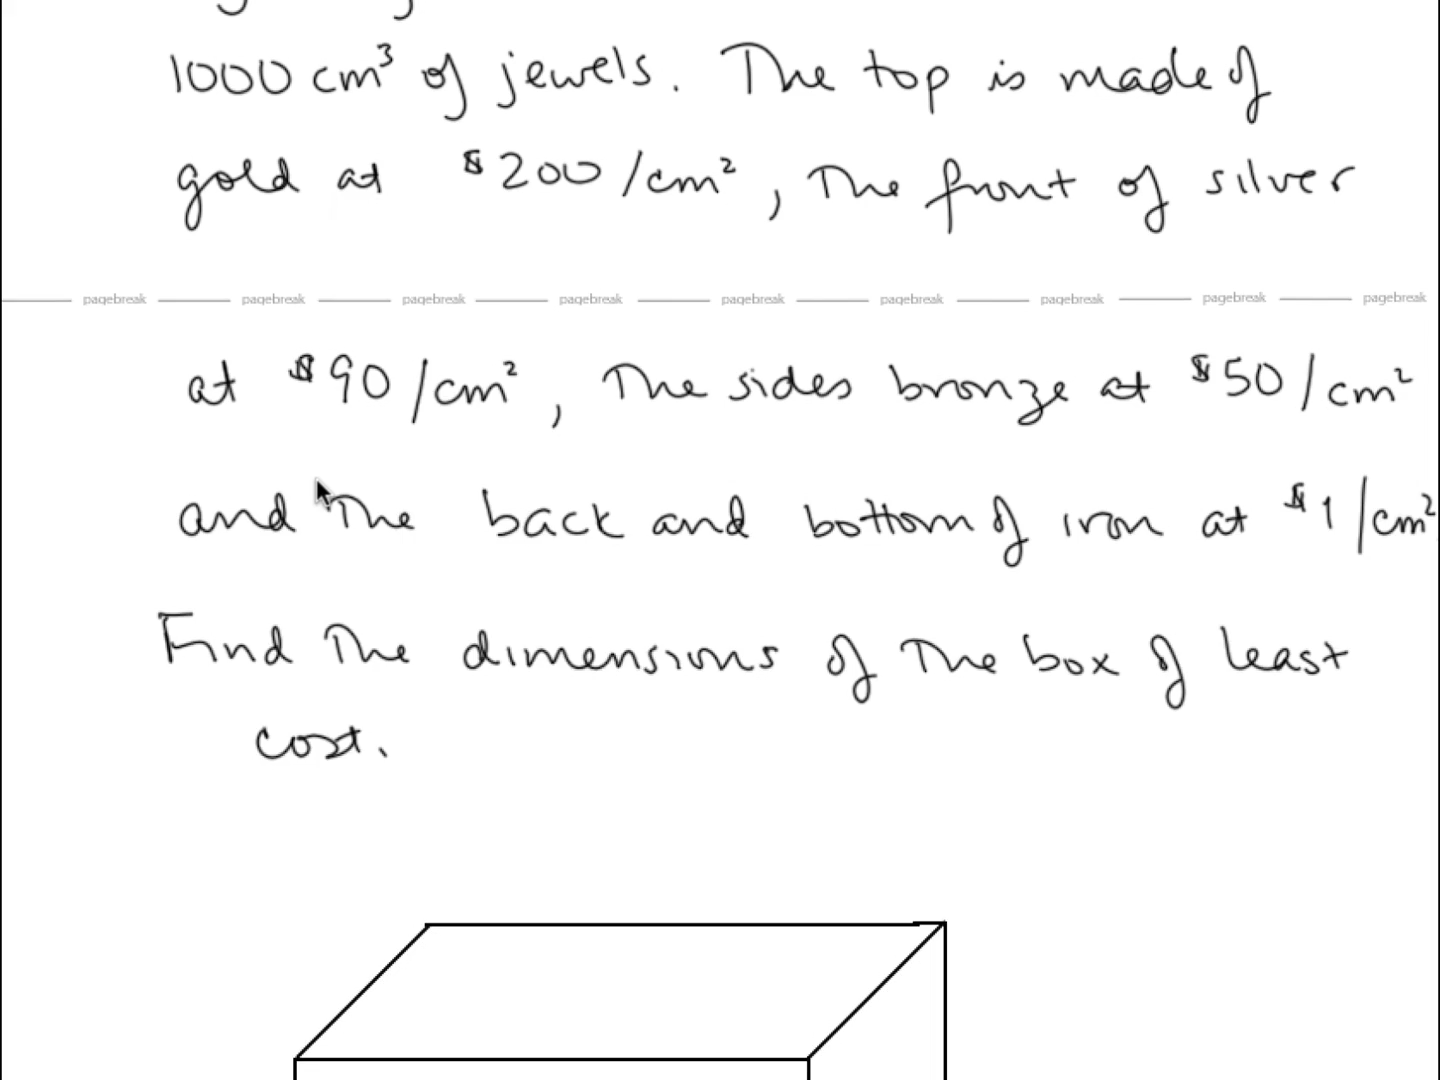 1000 cm³ of jewels. The top is made of
gold at $200/cm², The front of silver
pagebreak pagebreak pagebreak pagebreak pagebreak pagebreak pagebreak pagebreak pagebreak
at $90/cm², The sides bronze at $50/cm²
and The back and bottom of iron at $1/cm²
Find The dimensions of The box of least
cost.